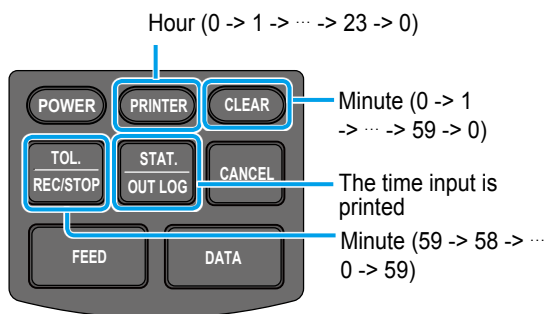 Hour (0 -> 1 -> ··· -> 23 -> 0)
POWER
PRINTER
CLEAR
Minute (0 -> 1
-> ··· -> 59 -> 0)
TOL.
REC/STOP
STAT.
OUT LOG
CANCEL
The time input is
printed
Minute (59 -> 58 -> ···
0 -> 59)
FEED
DATA